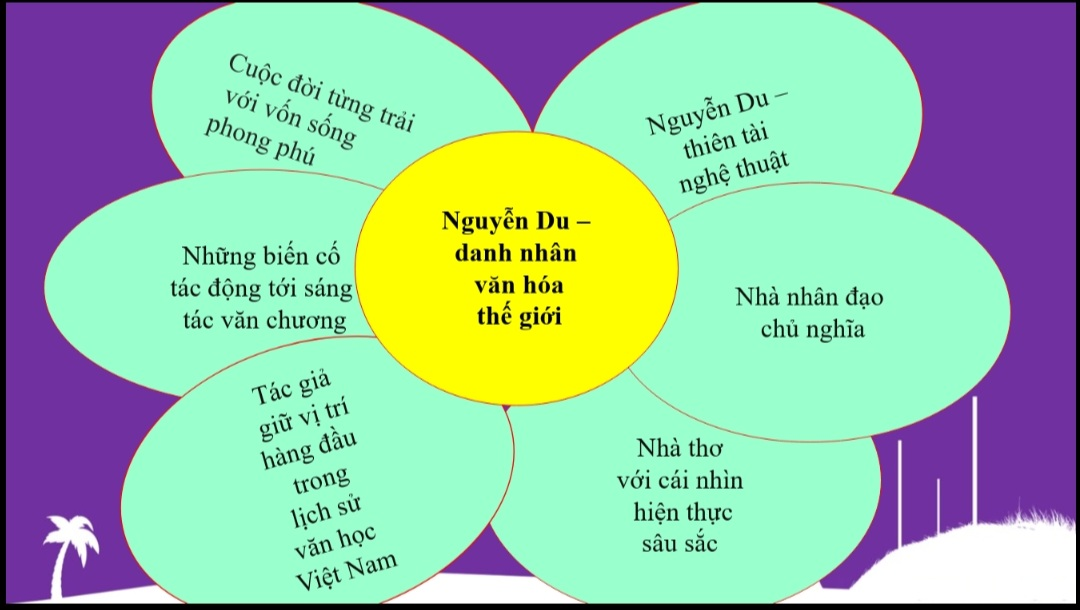 Cuộc đời từng trải
với vốn sống
phong phú
Nguyễn Du –
thiên tài
nghệ thuật
Những biến cố
tác động tới sáng
tác văn chương
Nguyễn Du –
danh nhân
văn hóa
thế giới
Nhà nhân đạo
chủ nghĩa
Tác giả
giữ vị trí
hàng đầu
trong
lịch sử
văn học
Việt Nam
Nhà thơ
với cái nhìn
hiện thực
sâu sắc